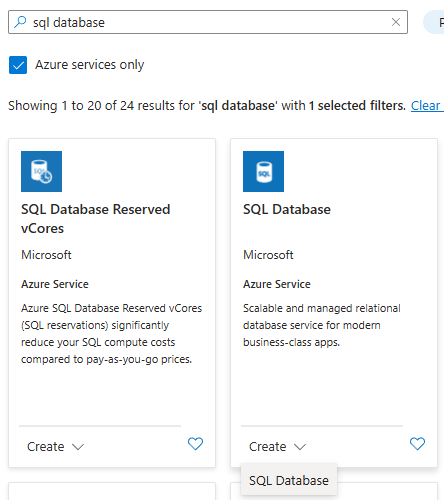 sql database
P
Azure services only
Showing 1 to 20 of 24 results for 'sql database' with 1 selected filters. Clear
SQL
SQL Database Reserved
vCores
Microsoft
Azure Service
Azure SQL Database Reserved vCores
(SQL reservations) significantly
reduce your SQL compute costs
compared to pay-as-you-go prices.
Create
SQL
SQL Database
Microsoft
Azure Service
Scalable and managed relational
database service for modern
business-class apps.
Create
SQL Database